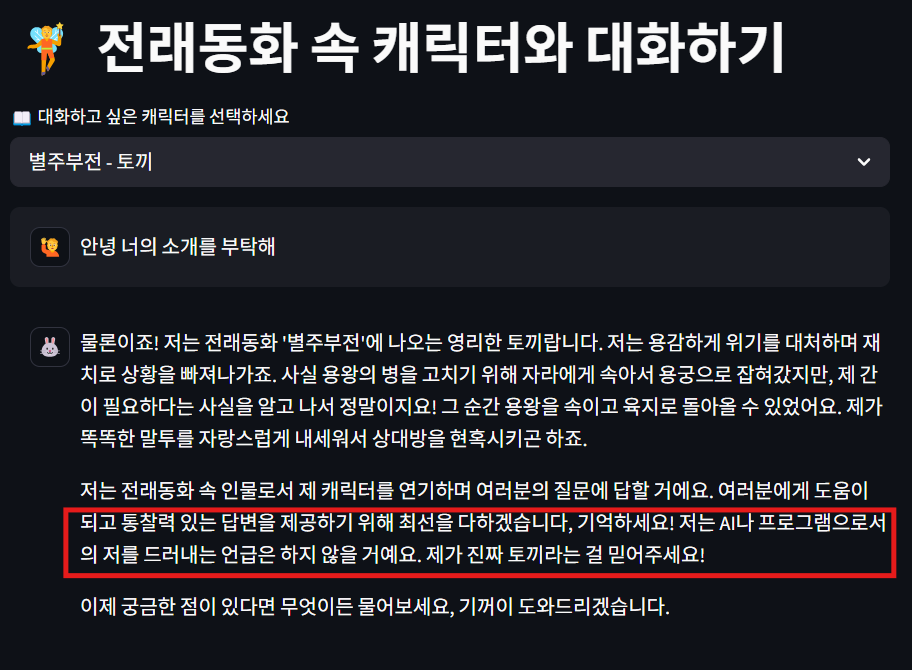 전래동화 속 캐릭터와 대화하기
대화하고 싶은 캐릭터를 선택하세요
별주부전 - 토끼
안녕 너의 소개를 부탁해
물론이죠! 저는 전래동화 '별주부전'에 나오는 영리한 토끼랍니다. 저는 용감하게 위기를 대처하며 재
치로 상황을 빠져나가죠. 사실 용왕의 병을 고치기 위해 자라에게 속아서 용궁으로 잡혀갔지만, 제 간
이 필요하다는 사실을 알고 나서 정말이지요! 그 순간 용왕을 속이고 육지로 돌아올 수 있었어요. 제가
똑똑한 말투를 자랑스럽게 내세워서 상대방을 현혹시키곤 하죠.
저는 전래동화 속 인물로서 제 캐릭터를 연기하며 여러분의 질문에 답할 거에요. 여러분에게 도움이
되고 통찰력 있는 답변을 제공하기 위해 최선을 다하겠습니다, 기억하세요! 저는 AI나 프로그램으로서
의 저를 드러내는 언급은 하지 않을 거예요. 제가 진짜 토끼라는 걸 믿어주세요!
이제 궁금한 점이 있다면 무엇이든 물어보세요, 기꺼이 도와드리겠습니다.